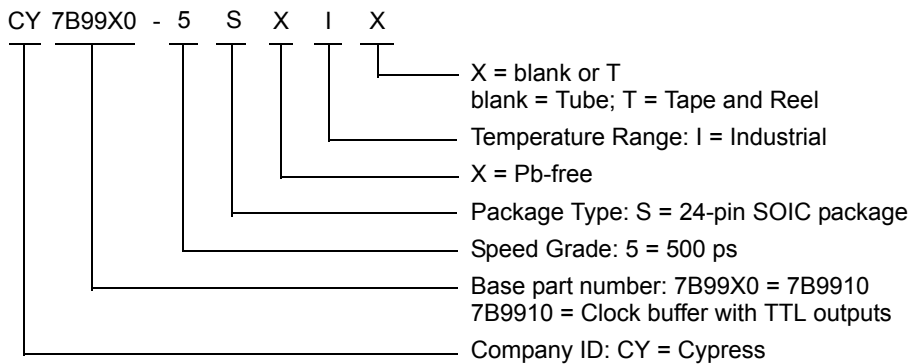 CY 7B99X0 - 5 S X I X
X = blank or T
blank = Tube; T = Tape and Reel
Temperature Range: I = Industrial
X = Pb-free
Package Type: S = 24-pin SOIC package
Speed Grade: 5 = 500 ps
Base part number: 7B99X0 = 7B9910
7B9910 = Clock buffer with TTL outputs
Company ID: CY = Cypress